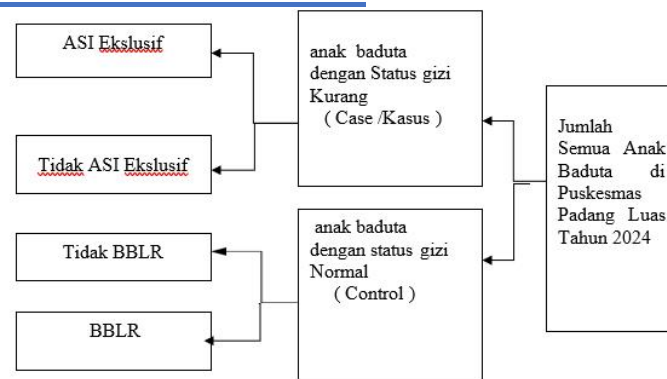 ASI Ekslusif
Tidak ASI Ekslusif
Tidak BBLR
BBLR
anak baduta
dengan Status gizi
Kurang
( Case /Kasus )
anak baduta
dengan status gizi
Normal
( Control )
Jumlah
Semua Anak
Baduta di
Puskesmas
Padang Luas
Tahun 2024